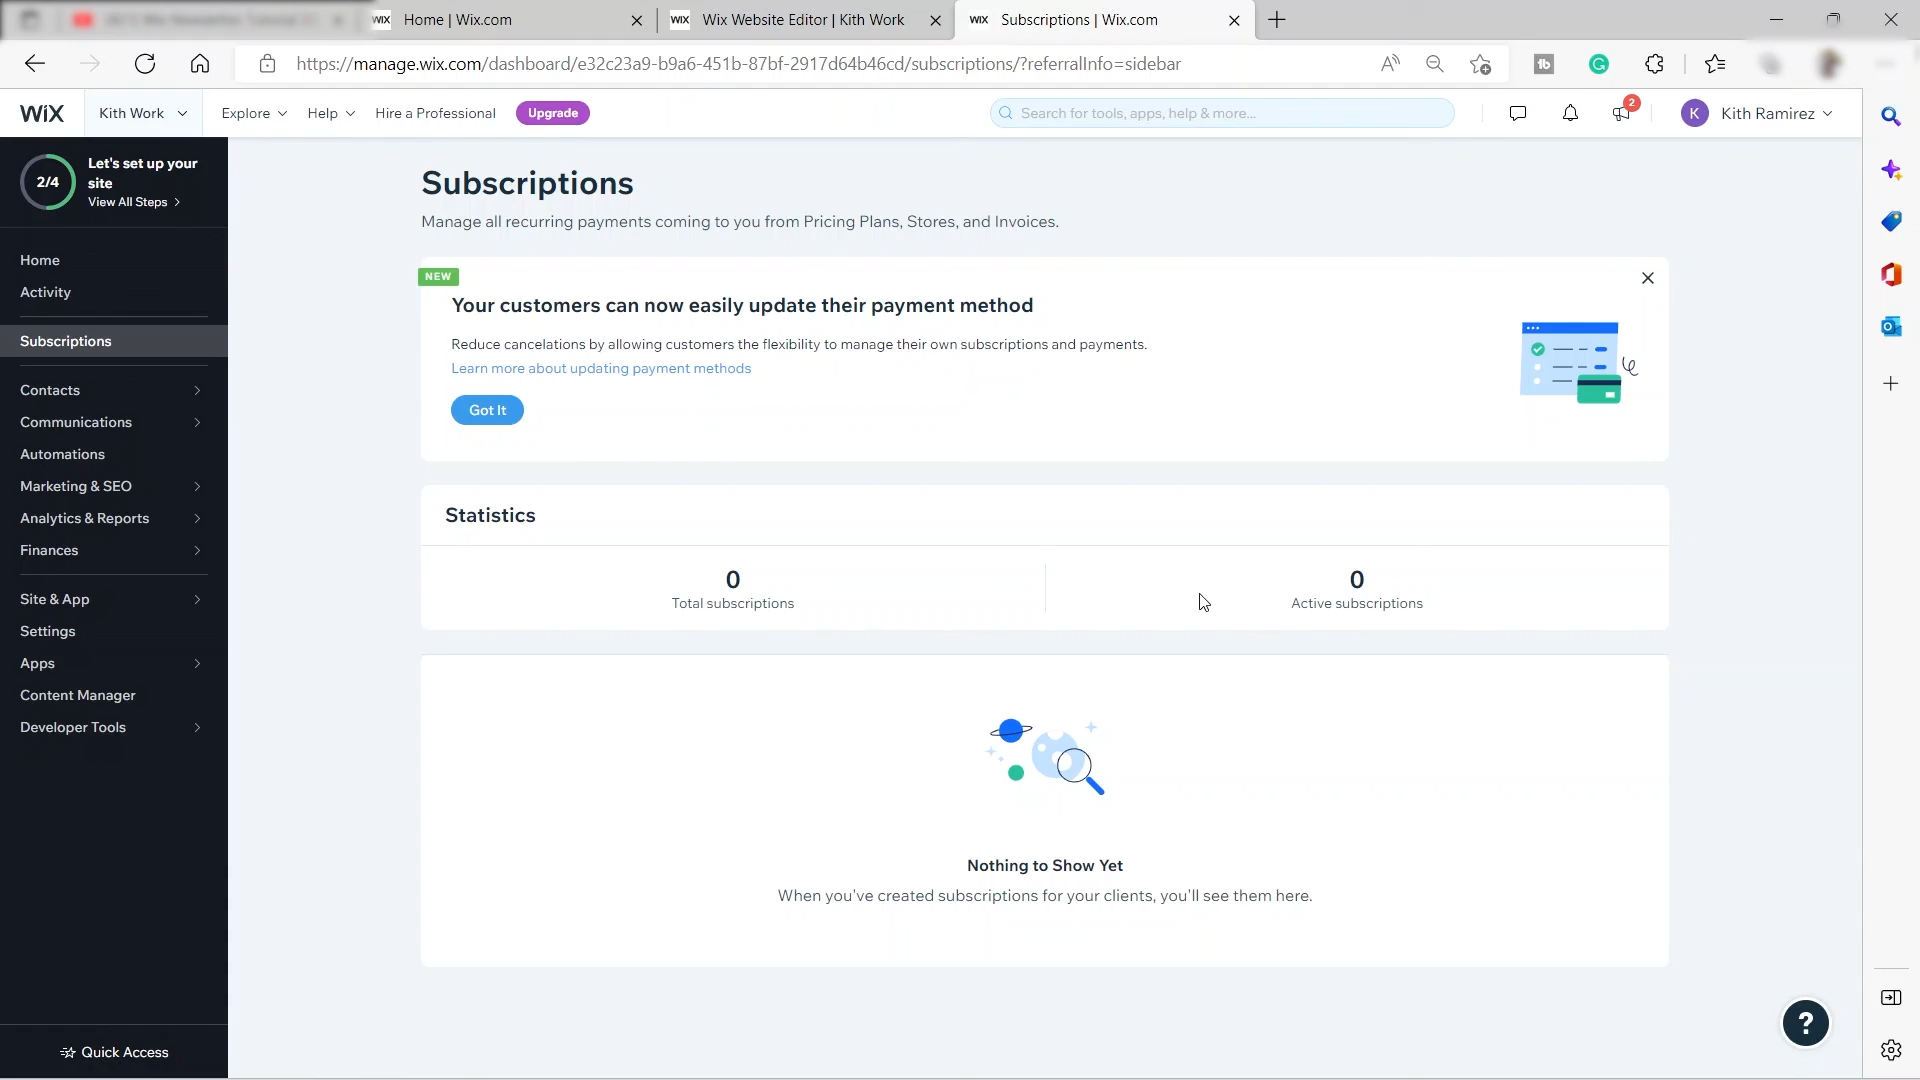 WIX Home | Wix.com
WIX Wix Website Editor | Kith Work
WIX Subscriptions | Wix.com
https://manage.wix.com/dashboard/e32c23a9-b9a6-451b-87bf-2917d64b46cd/subscriptions/?referralInfo=sidebar
WIX
Kith Work
Explore
Help
Hire a Professional
Upgrade
Search for tools, apps, help & more...
2
K
Kith Ramirez
2/4
Let's set up your
site
View All Steps
Home
Activity
Subscriptions
Contacts
Communications
Automations
Marketing & SEO
Analytics & Reports
Finances
Site & App
Settings
Apps
Content Manager
Developer Tools
Quick Access
Subscriptions
Manage all recurring payments coming to you from Pricing Plans, Stores, and Invoices.
NEW
Your customers can now easily update their payment method
Reduce cancelations by allowing customers the flexibility to manage their own subscriptions and payments.
Learn more about updating payment methods
Got It
Statistics
0
Total subscriptions
0
Active subscriptions
Nothing to Show Yet
When you've created subscriptions for your clients, you'll see them here.
?